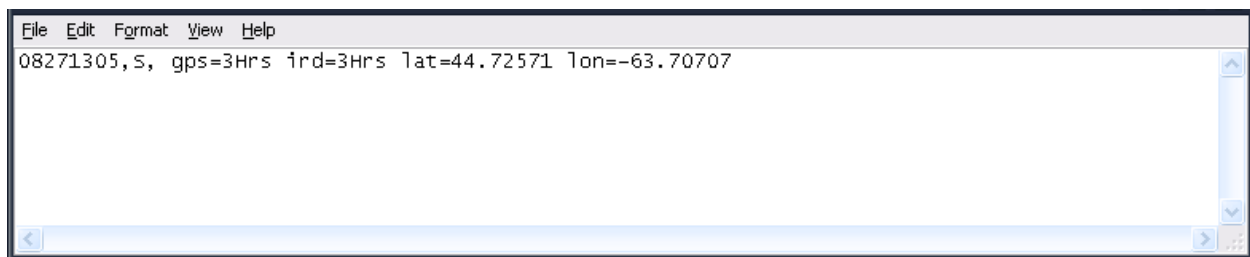 File Edit Format View Help
08271305,S, gps=3Hrs ird=3Hrs lat=44.72571 lon=-63.70707